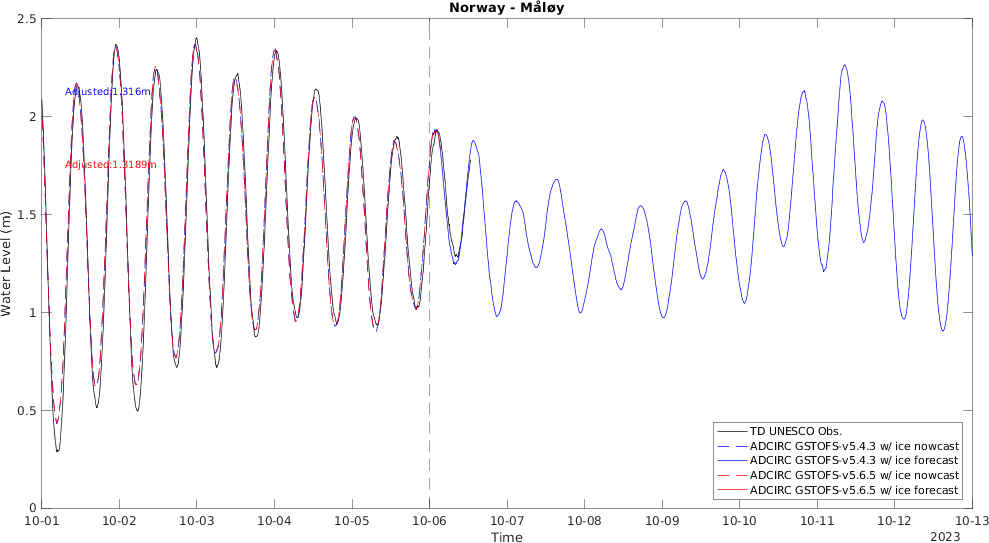 Norway - Måløy
2.5
2
1.5
1
0.5
0
Water Level (m)
Adjusted:1.316m
Adjusted:1.3189m
TD UNESCO Obs.
ADCIRC GSTOFS-v5.4.3 w/ ice nowcast
ADCIRC GSTOFS-v5.4.3 w/ ice forecast
ADCIRC GSTOFS-v5.6.5 w/ ice nowcast
ADCIRC GSTOFS-v5.6.5 w/ ice forecast
10-01 10-02 10-03 10-04 10-05 10-06 10-07 10-08 10-09 10-10 10-11 10-12 10-13
Time
2023